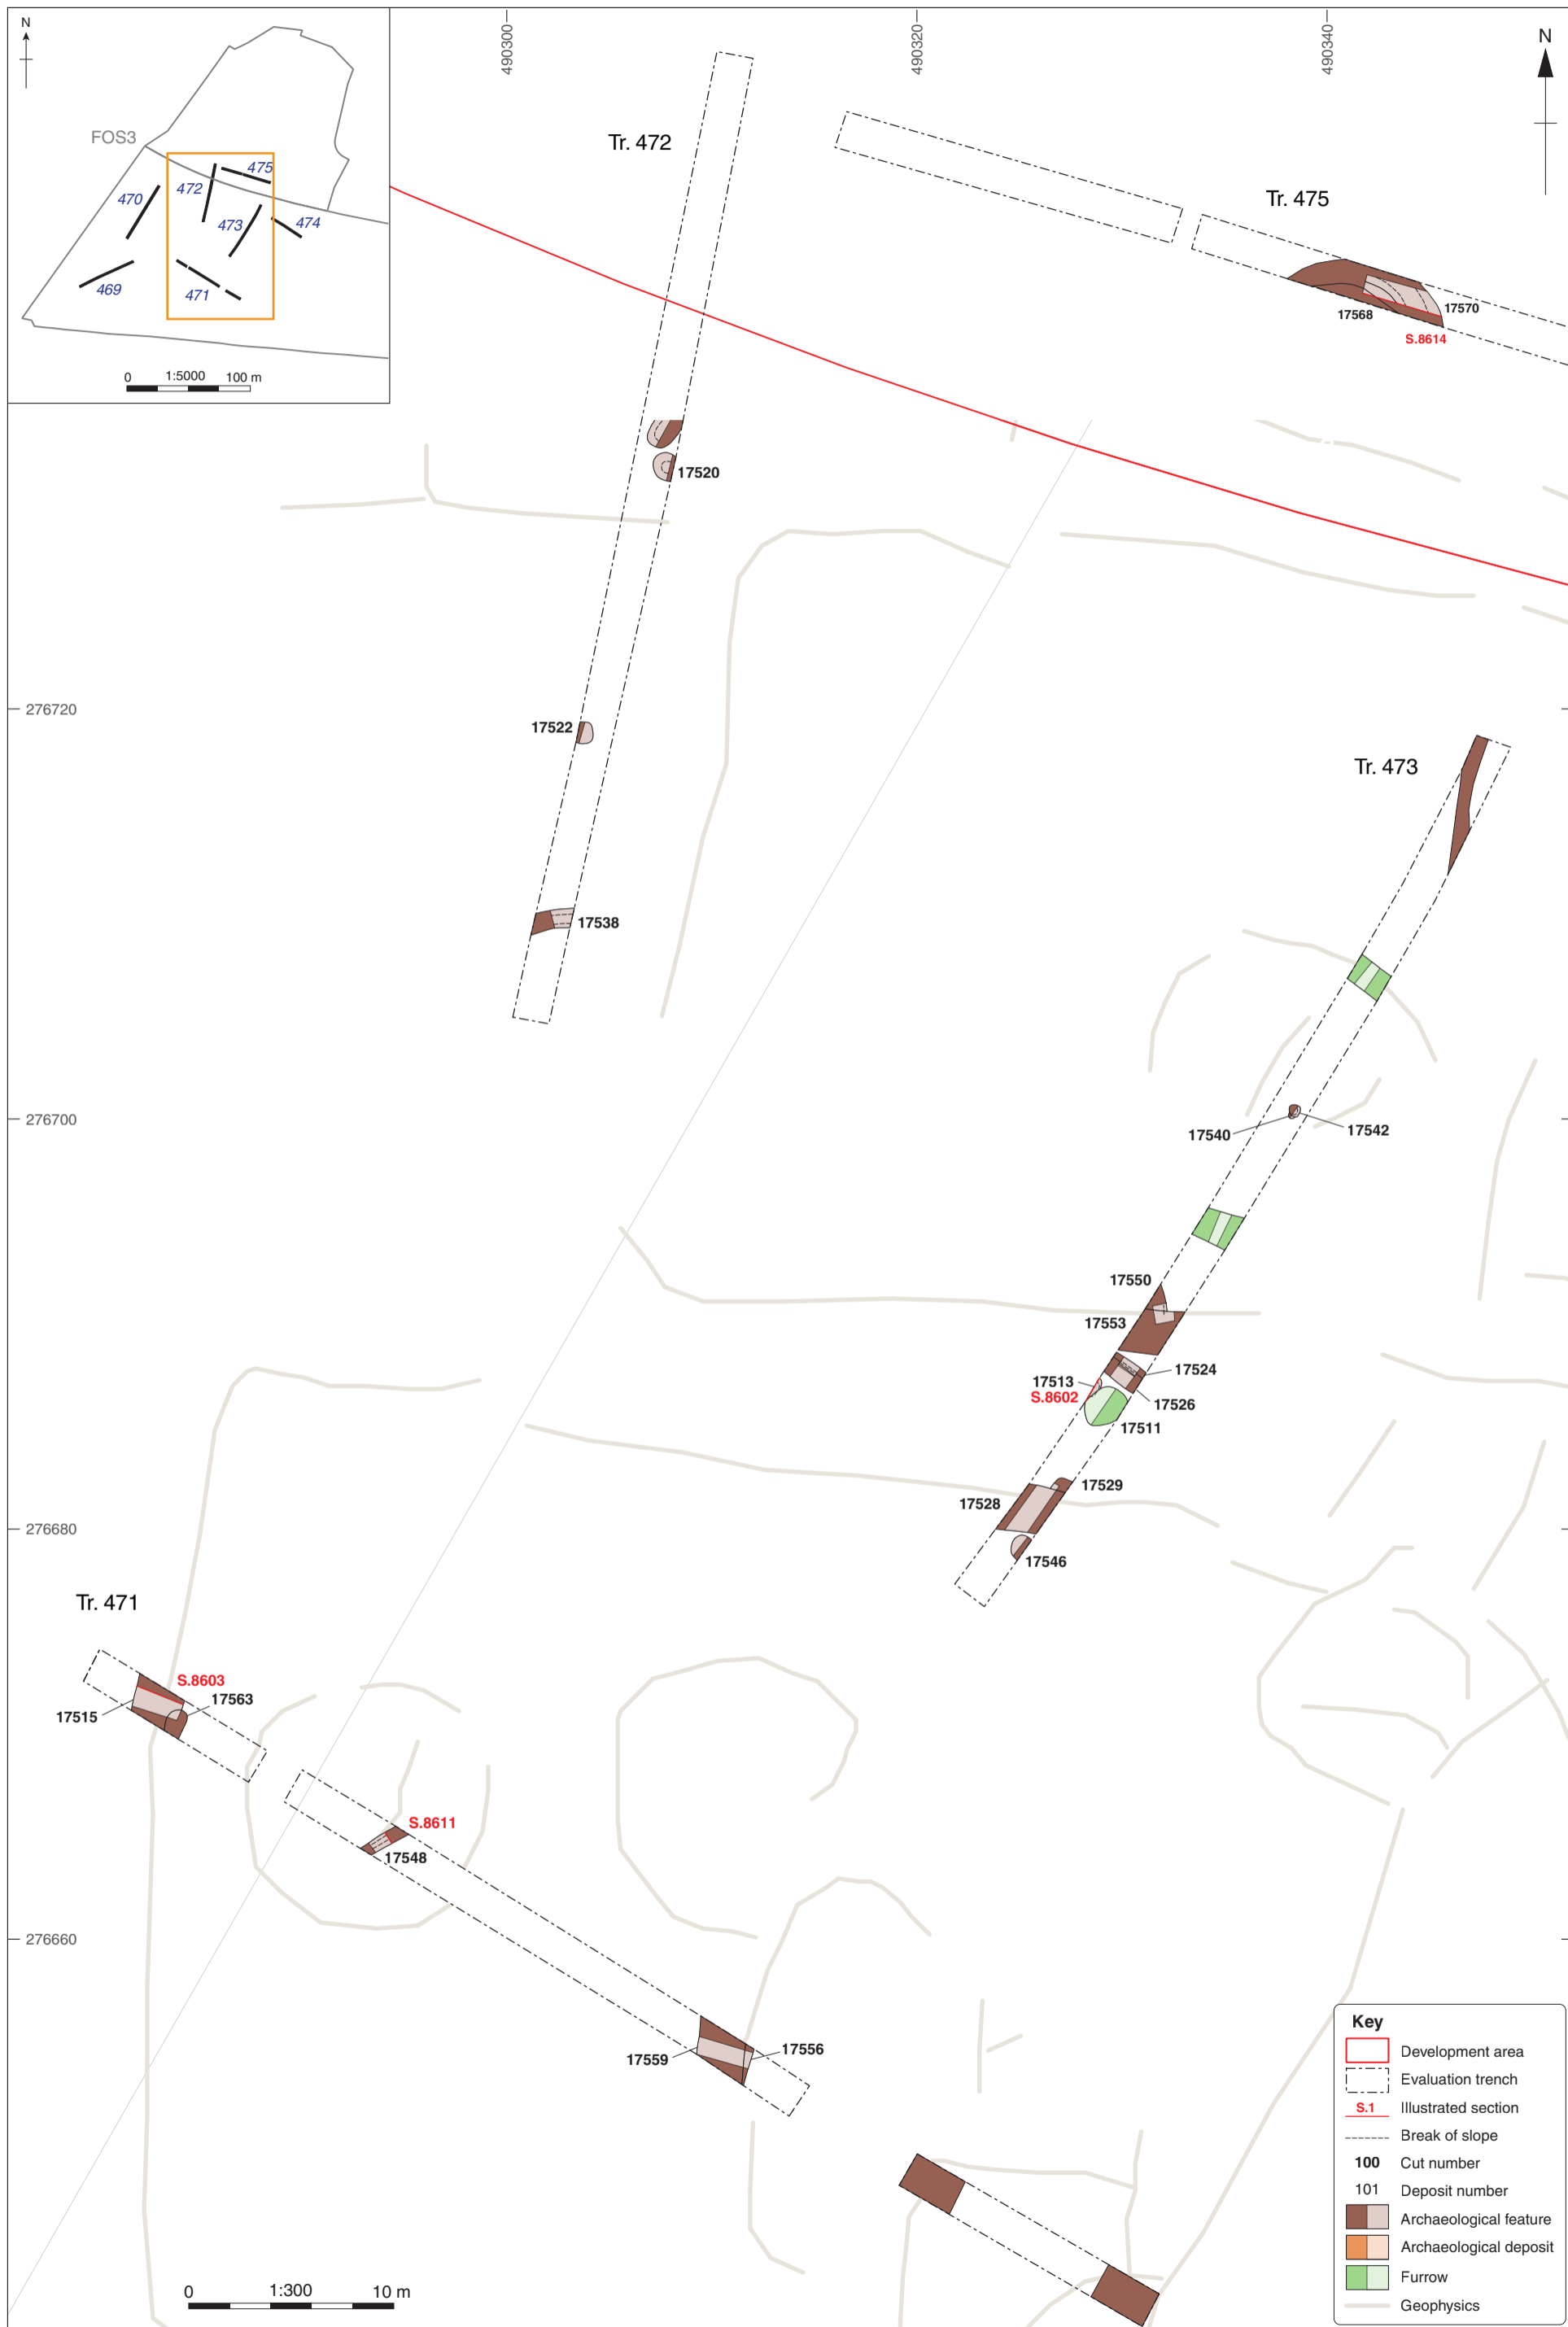 N
FOS3
475
472
470
473
474
469
471
0 1:5000 100 m
490300
490320
490340
N
Tr. 472
Tr. 475
17568
17570
S.8614
17520
276720
17522
Tr. 473
17538
276700
17540
17542
17550
17553
17524
17513
S.8602
17526
17511
17529
17528
276680
17546
Tr. 471
S.8603
17563
17515
S.8611
17548
276660
17556
17559
Key
Development area
Evaluation trench
S.1 Illustrated section
Break of slope
100 Cut number
101 Deposit number
Archaeological feature
Archaeological deposit
Furrow
Geophysics
0 1:300 10 m